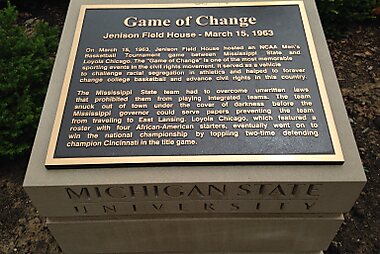 Game of Change
Jenison Field House - March 15, 1963
On March 15, 1963, Jenison Field House hosted an NCAA Men's
Basketball Tournament game between Mississippi State and
Loyola Chicago. The "Game of Change" is one of the most memorable
sporting events in the civil rights movement. It served as a vehicle
to challenge racial segregation in athletics and helped to forever
change college basketball and advance civil rights in this country.
The Mississippi State team had to overcome unwritten laws
that prohibited them from playing integrated teams. The team
snuck out of town under the cover of darkness before the
Mississippi governor could serve papers preventing the team
from traveling to East Lansing. Loyola Chicago, which featured a
roster with four African-American starters, eventually went on to
win the national championship by toppling two-time defending
champion Cincinnati in the title game.
MICHIGAN STATE
UNIVERSITY